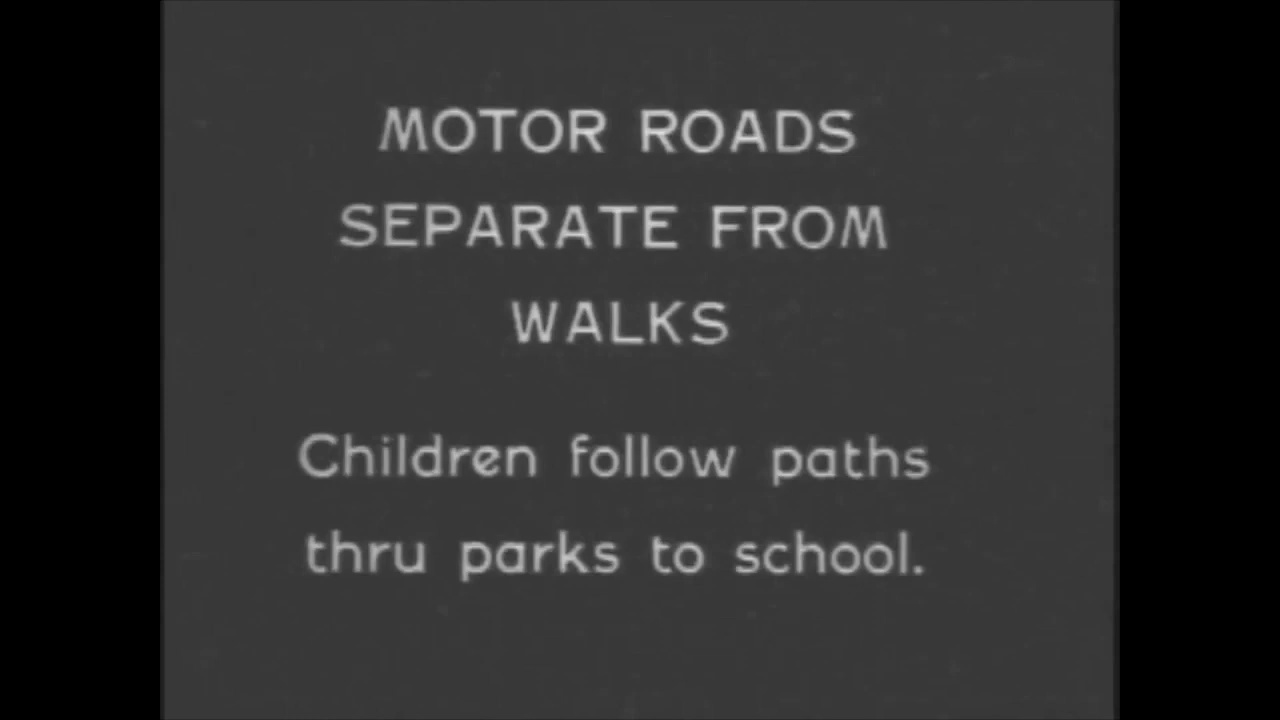 MOTOR ROADS
SEPARATE FROM
WALKS
Children follow paths
thru parks to school.